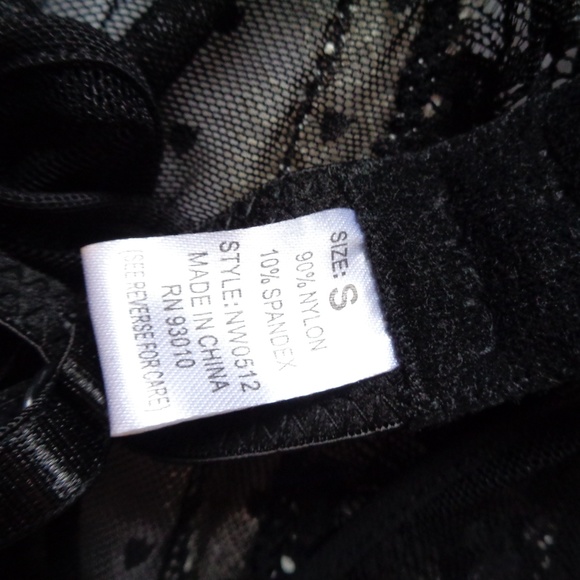 SIZE: S
90% NYLON
10% SPANDEX
STYLE: NW0512
MADE IN CHINA
RN 93010
(SEE REVERSE FOR CARE)